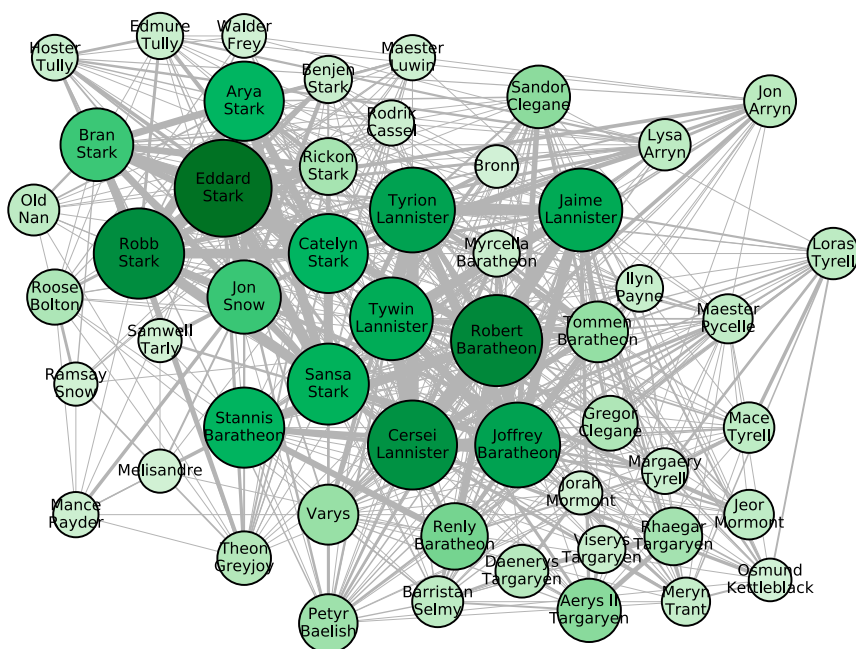 Edmure
Tully
Walder
Frey
Hoster
Tully
Maester
Luwin
Benjen
Stark
Arya
Stark
Sandor
Clegane
Jon
Arryn
Rodrik
Cassel
Bran
Stark
Lysa
Arryn
Rickon
Stark
Bronn
Eddard
Stark
Old
Nan
Tyrion
Lannister
Jaime
Lannister
Robb
Stark
Catelyn
Stark
Myrcella
Baratheon
Loras
Tyrell
Roose
Bolton
Jon
Snow
Ilyn
Payne
Tywin
Lannister
Tommen
Baratheon
Maester
Pycelle
Samwell
Tarly
Robert
Baratheon
Ramsay
Snow
Sansa
Stark
Stannis
Baratheon
Gregor
Clegane
Mace
Tyrell
Cersei
Lannister
Joffrey
Baratheon
Margaery
Tyrell
Melisandre
Jorah
Mormont
Mance
Rayder
Varys
Jeor
Mormont
Renly
Baratheon
Rhaegar
Targaryen
Viserys
Targaryen
Theon
Greyjoy
Daenerys
Targaryen
Osmund
Kettleblack
Barristan
Selmy
Meryn
Trant
Aerys II
Targaryen
Petyr
Baelish